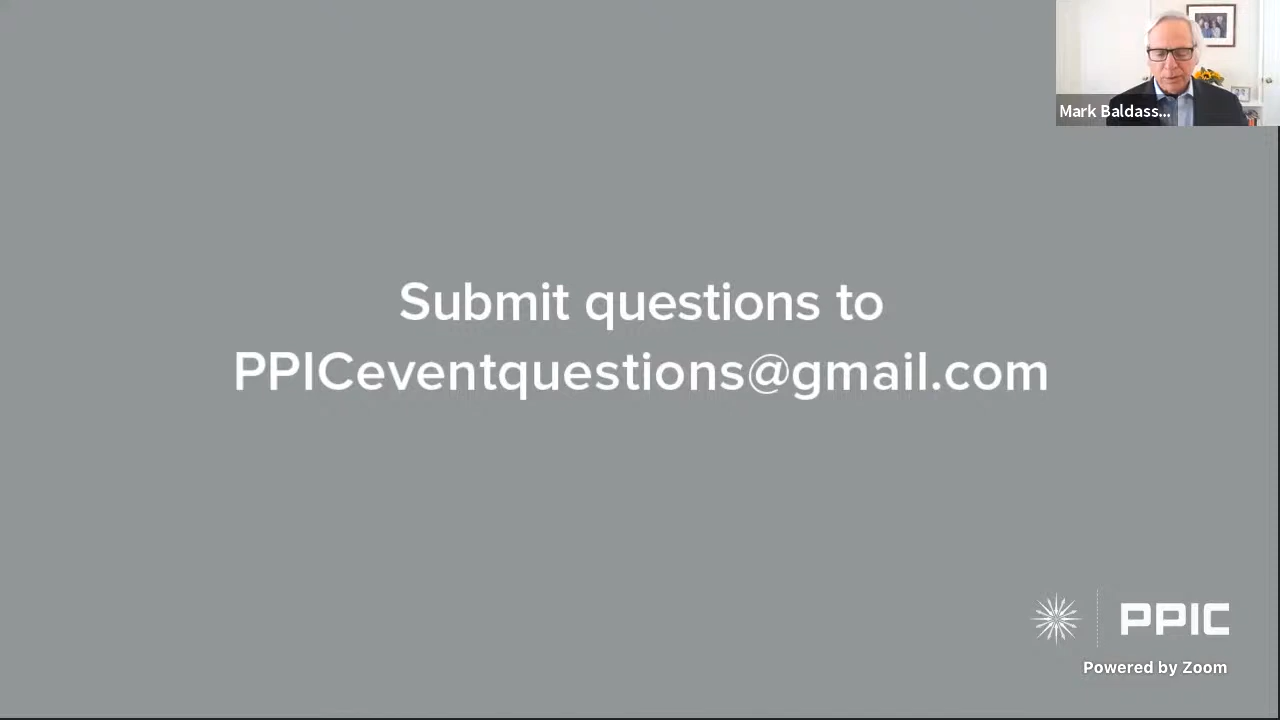 Mark Baldass...
Submit questions to
PPICeventquestions@gmail.com
PPIC
Powered by Zoom